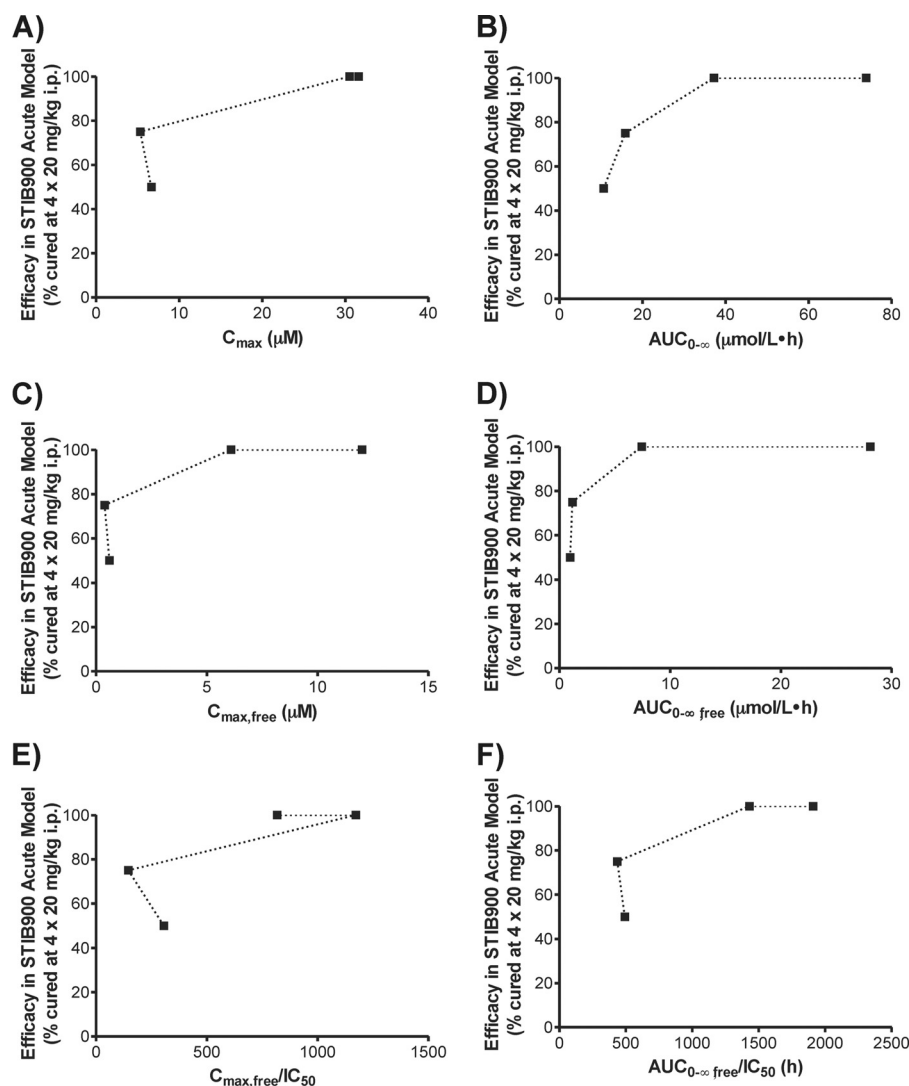 A)
Efficacy in STIB900 Acute Model
(% cured at 4 x 20 mg/kg i.p.)
100
80
60
40
20
0
0 10 20 30 40
Cmax (μM)
B)
Efficacy in STIB900 Acute Model
(% cured at 4 x 20 mg/kg i.p.)
100
80
60
40
20
0
0 20 40 60 80
AUC0-∞ (μmol/L•h)
C)
Efficacy in STIB900 Acute Model
(% cured at 4 x 20 mg/kg i.p.)
100
80
60
40
20
0
0 5 10 15
Cmax,free (μM)
D)
Efficacy in STIB900 Acute Model
(% cured at 4 x 20 mg/kg i.p.)
100
80
60
40
20
0
0 10 20 30
AUC0-∞ ,free (μmol/L•h)
E)
Efficacy in STIB900 Acute Model
(% cured at 4 x 20 mg/kg i.p.)
100
80
60
40
20
0
0 500 1000 1500
Cmax,free/IC50
F)
Efficacy in STIB900 Acute Model
(% cured at 4 x 20 mg/kg i.p.)
100
80
60
40
20
0
0 500 1000 1500 2000 2500
AUC0-∞ free/IC50 (h)